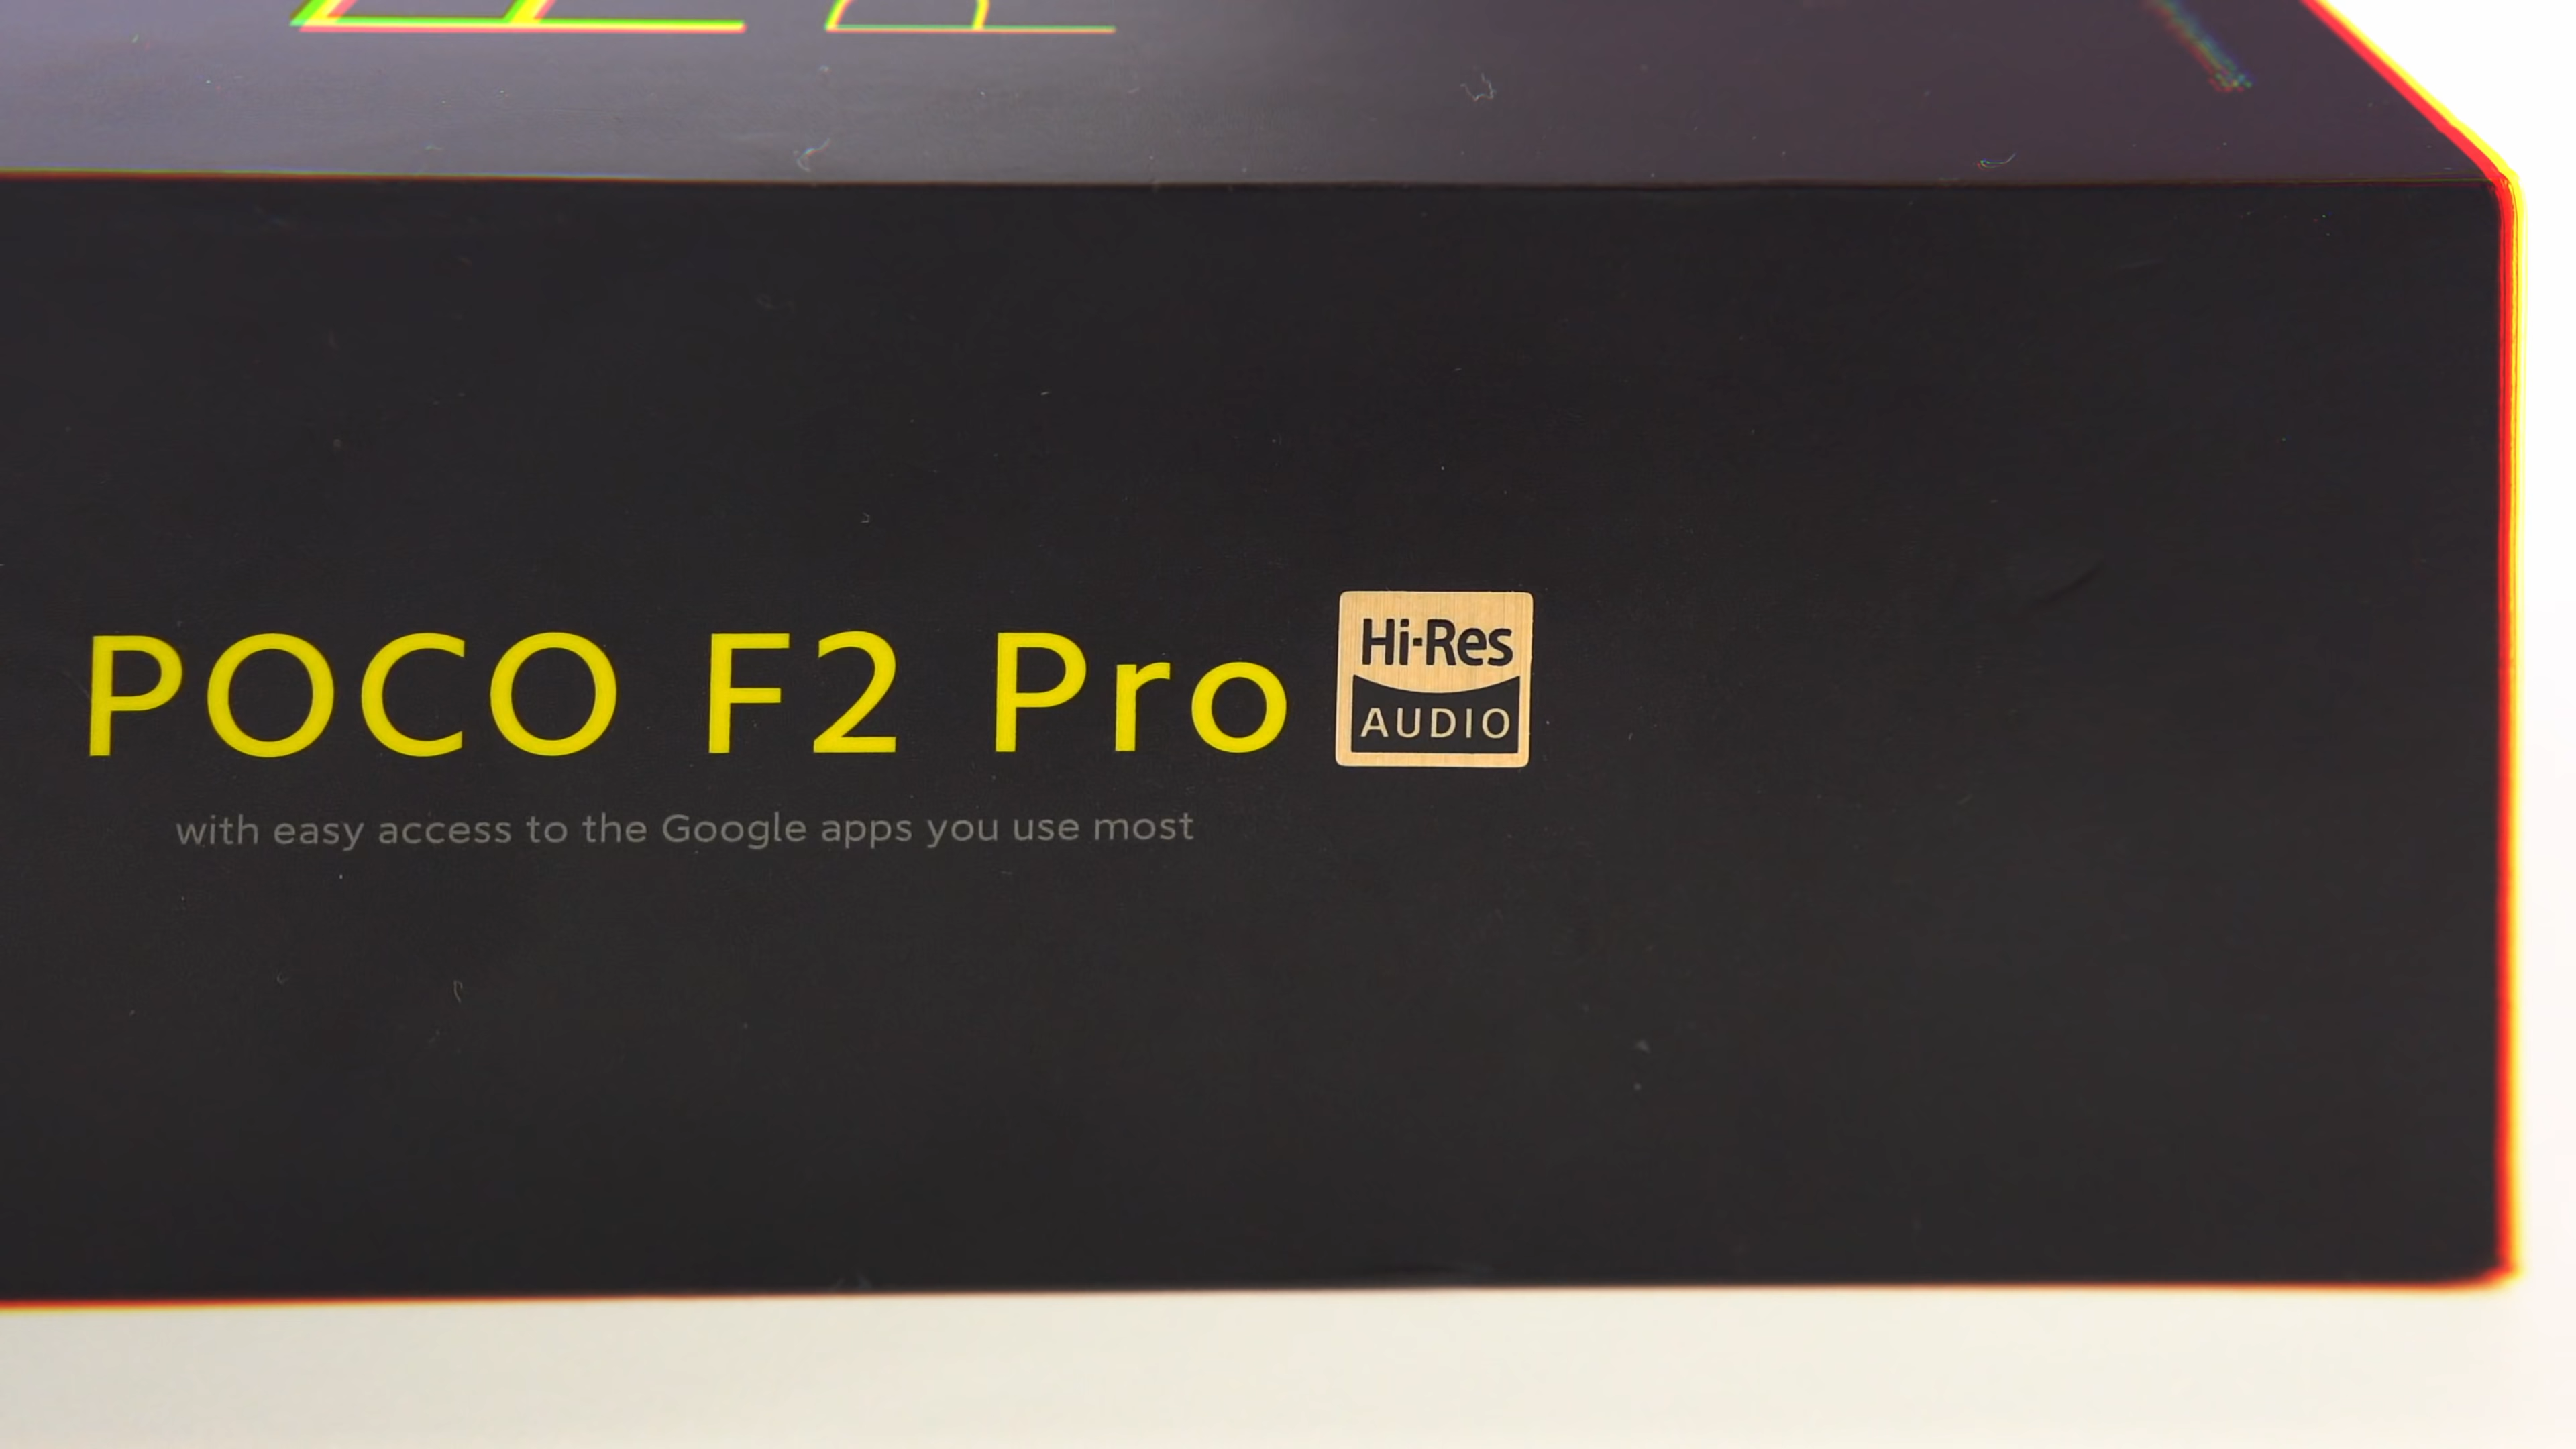 POCO F2 Pro
Hi-Res
AUDIO
with easy access to the Google apps you use most